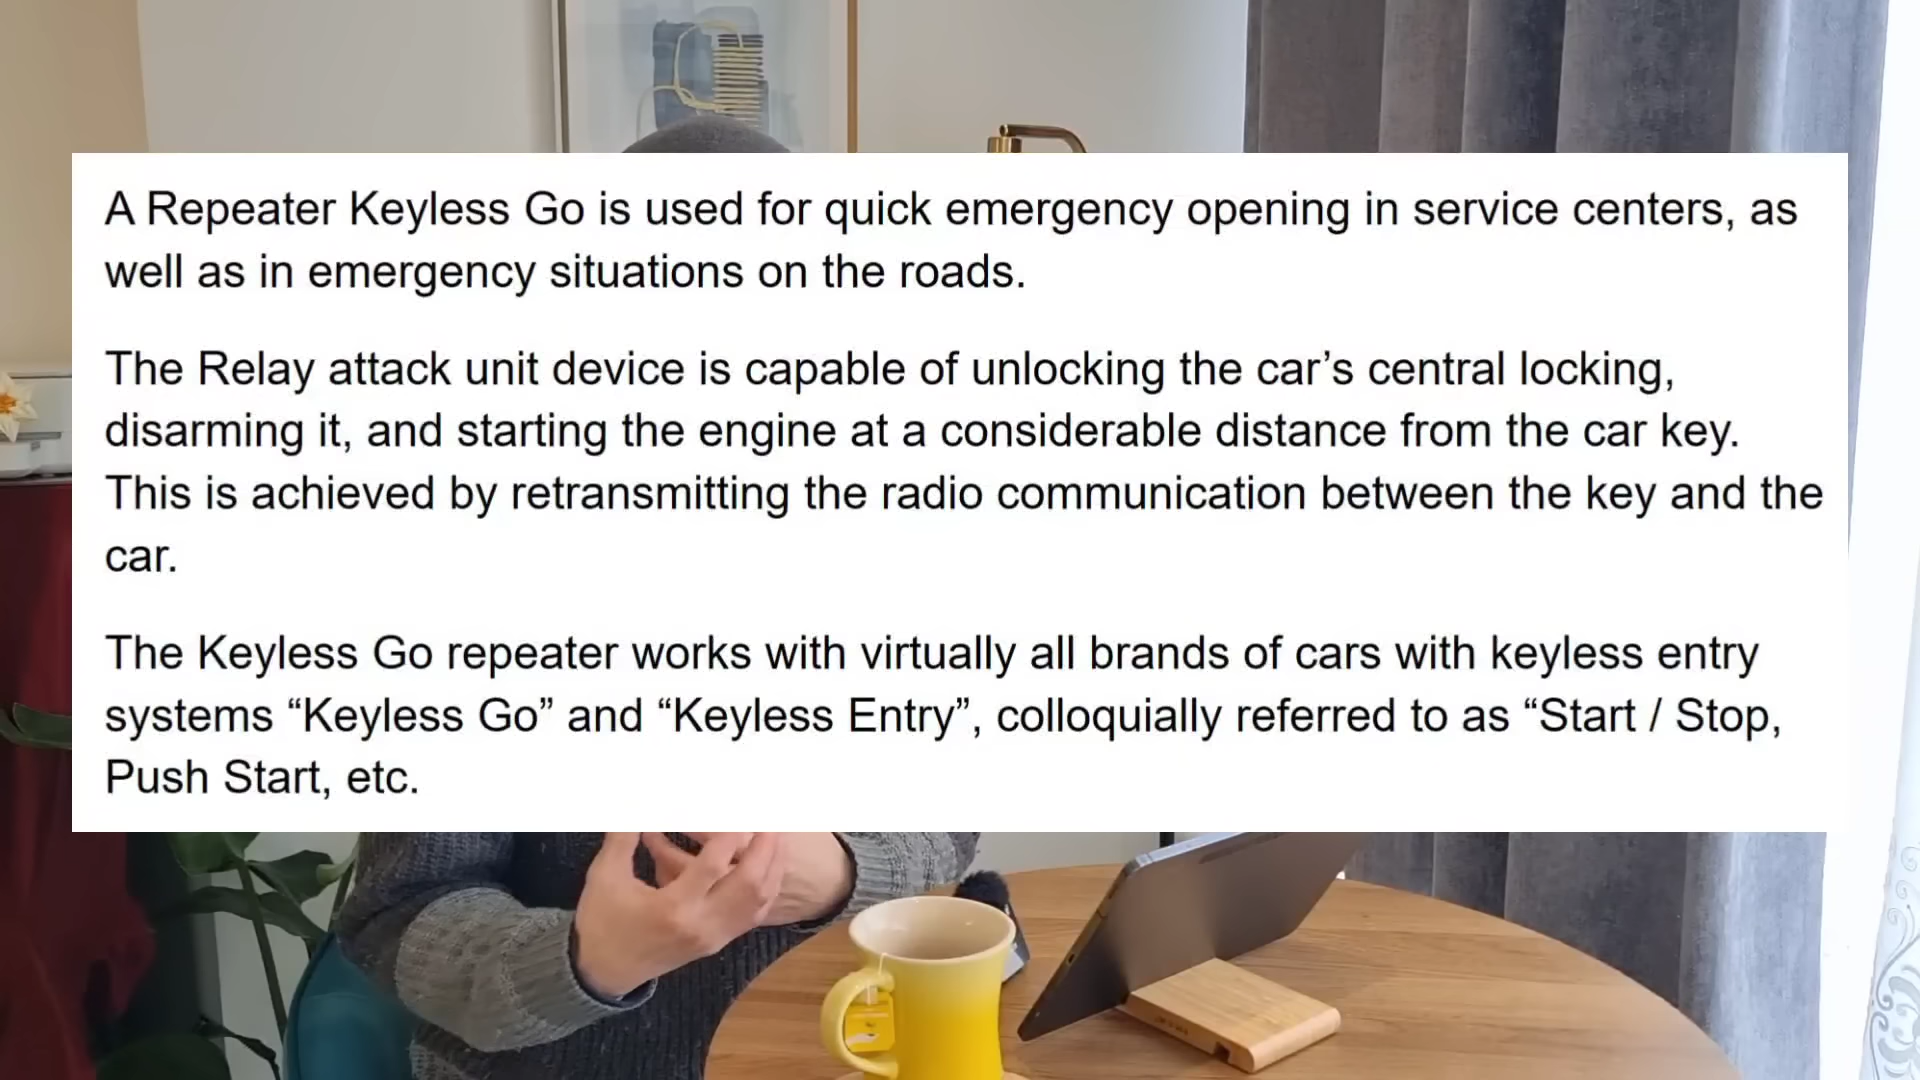 A Repeater Keyless Go is used for quick emergency opening in service centers, as
well as in emergency situations on the roads.
The Relay attack unit device is capable of unlocking the car’s central locking,
disarming it, and starting the engine at a considerable distance from the car key.
This is achieved by retransmitting the radio communication between the key and the
car.
The Keyless Go repeater works with virtually all brands of cars with keyless entry
systems “Keyless Go” and “Keyless Entry”, colloquially referred to as “Start / Stop,
Push Start, etc.